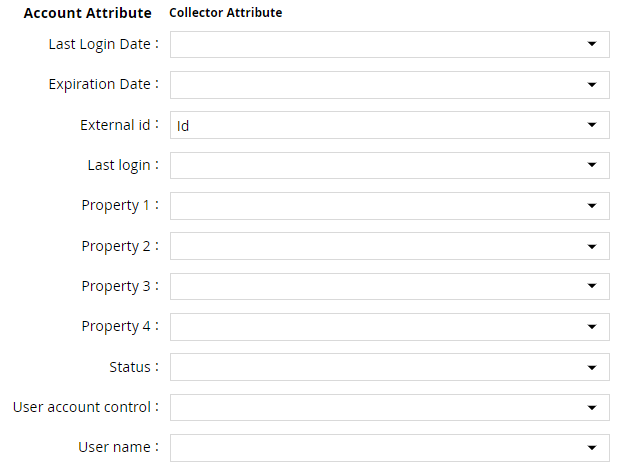 Account Attribute Collector Attribute
Last Login Date :
Expiration Date :
External id : Id
Last login :
Property 1 :
Property 2 :
Property 3 :
Property 4 :
Status :
User account control :
User name :